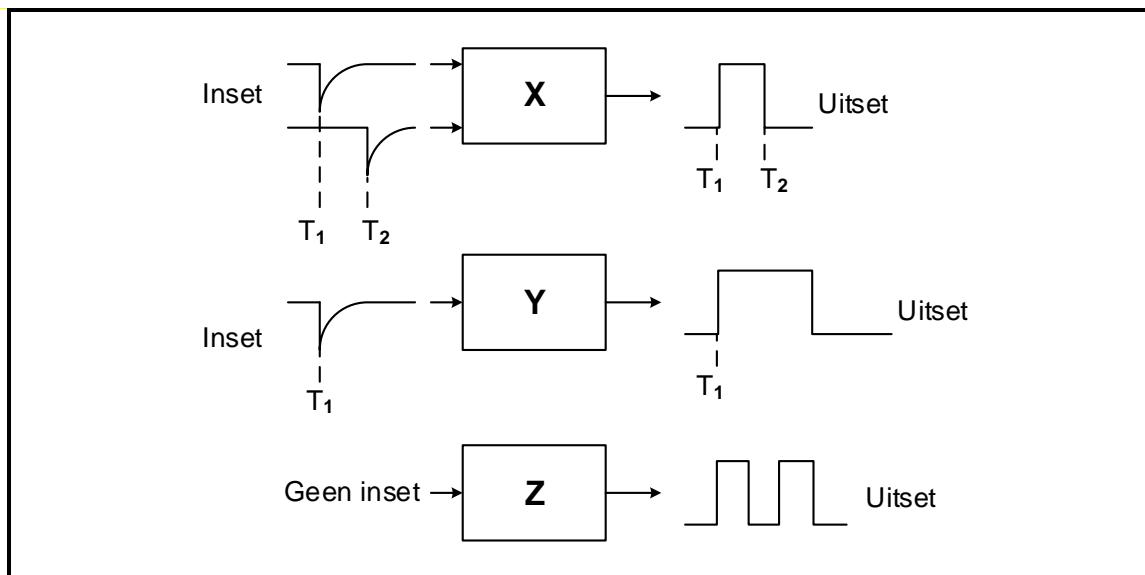 Inset
X
Uitset
T₁ T₂
T₁ T₂
Inset
Y
Uitset
T₁
T₁
Geen inset
Z
Uitset